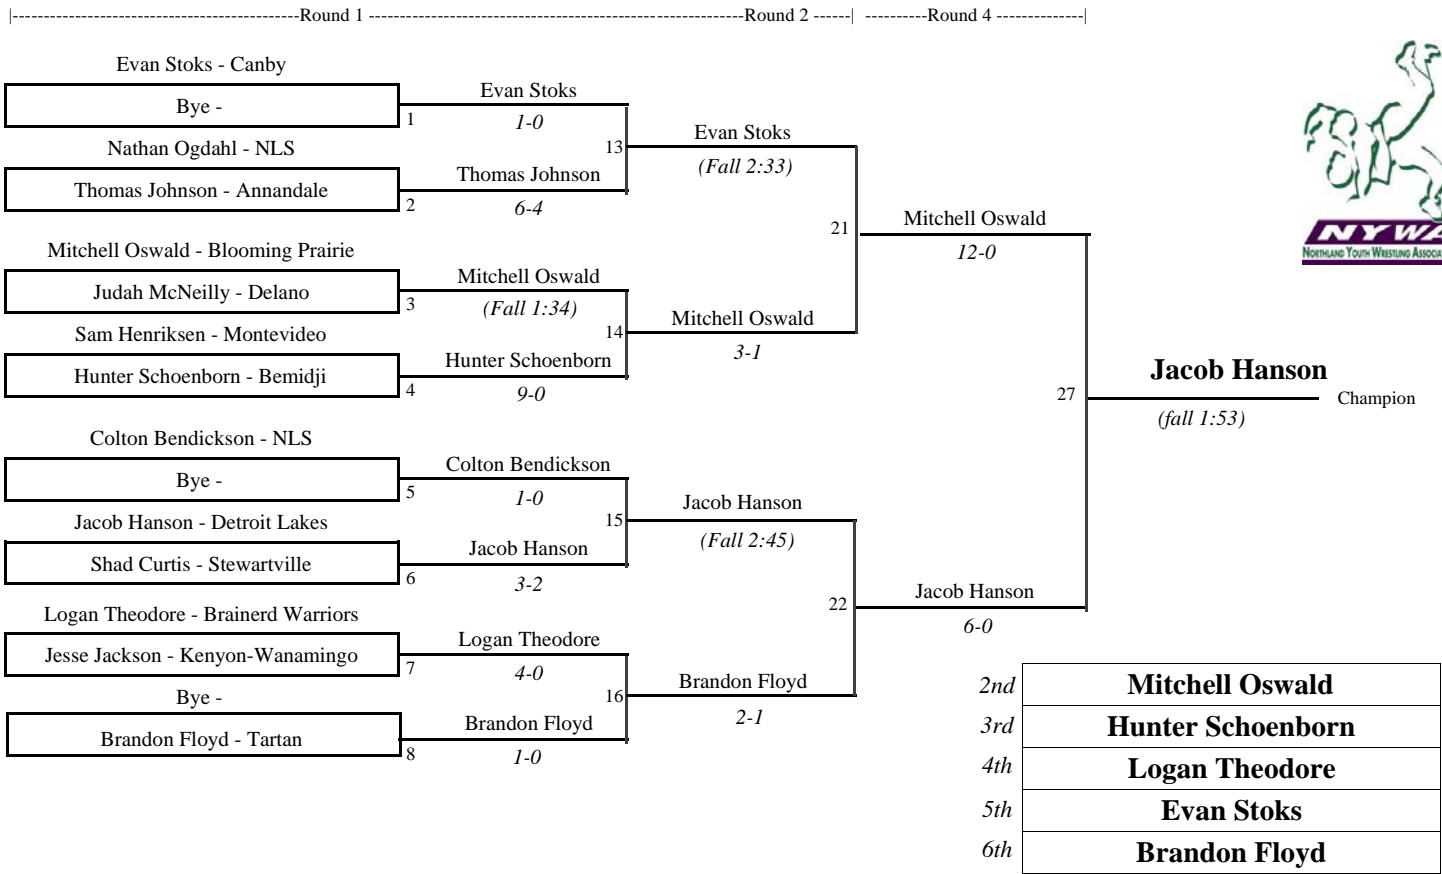 |--------------------------------------------Round 1 ----------------------------------------------------------Round 2 ------| ----------Round 4 --------------|
Evan Stoks - Canby
Bye -
1
Nathan Ogdahl - NLS
Thomas Johnson - Annandale
2
Mitchell Oswald - Blooming Prairie
Judah McNeilly - Delano
3
Sam Henriksen - Montevideo
Hunter Schoenborn - Bemidji
4
Colton Bendickson - NLS
Bye -
5
Jacob Hanson - Detroit Lakes
Shad Curtis - Stewartville
6
Logan Theodore - Brainerd Warriors
Jesse Jackson - Kenyon-Wanamingo
7
Bye -
Brandon Floyd - Tartan
8
Evan Stoks
1-0
13
Thomas Johnson
6-4
Mitchell Oswald
(Fall 1:34)
14
Hunter Schoenborn
9-0
Colton Bendickson
1-0
15
Jacob Hanson
3-2
Logan Theodore
4-0
16
Brandon Floyd
1-0
Evan Stoks
(Fall 2:33)
21
Mitchell Oswald
3-1
Jacob Hanson
(Fall 2:45)
22
Brandon Floyd
2-1
Mitchell Oswald
12-0
27
Jacob Hanson
6-0
NYWA
NORTHLAND YOUTH WRESTLING ASSOCIA
Jacob Hanson
Champion
(fall 1:53)
2nd Mitchell Oswald
3rd Hunter Schoenborn
4th Logan Theodore
5th Evan Stoks
6th Brandon Floyd